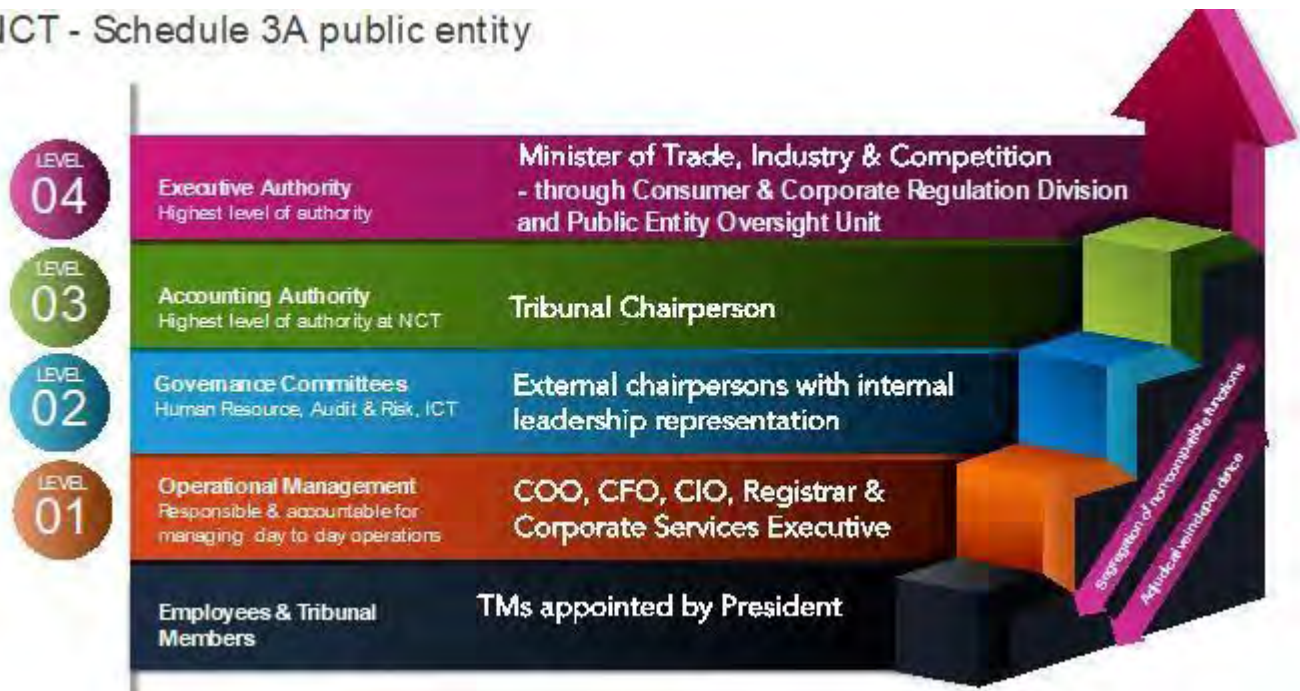 NCT - Schedule 3A public entity
LEVEL
04
Executive Authority
Highest level of authority
Minister of Trade, Industry & Competition
- through Consumer & Corporate Regulation Division
and Public Entity Oversight Unit
LEVEL
03
Accounting Authority
Highest level of authority at NCT
Tribunal Chairperson
LEVEL
02
Governance Committees
Human Resource, Audit & Risk, ICT
External chairpersons with internal
leadership representation
LEVEL
01
Operational Management
Responsible & accountable for
managing day to day operations
COO, CFO, CIO, Registrar &
Corporate Services Executive
Employees & Tribunal
Members
TMs appointed by President
Segregation of non-compatible functions
Adjudicative independence